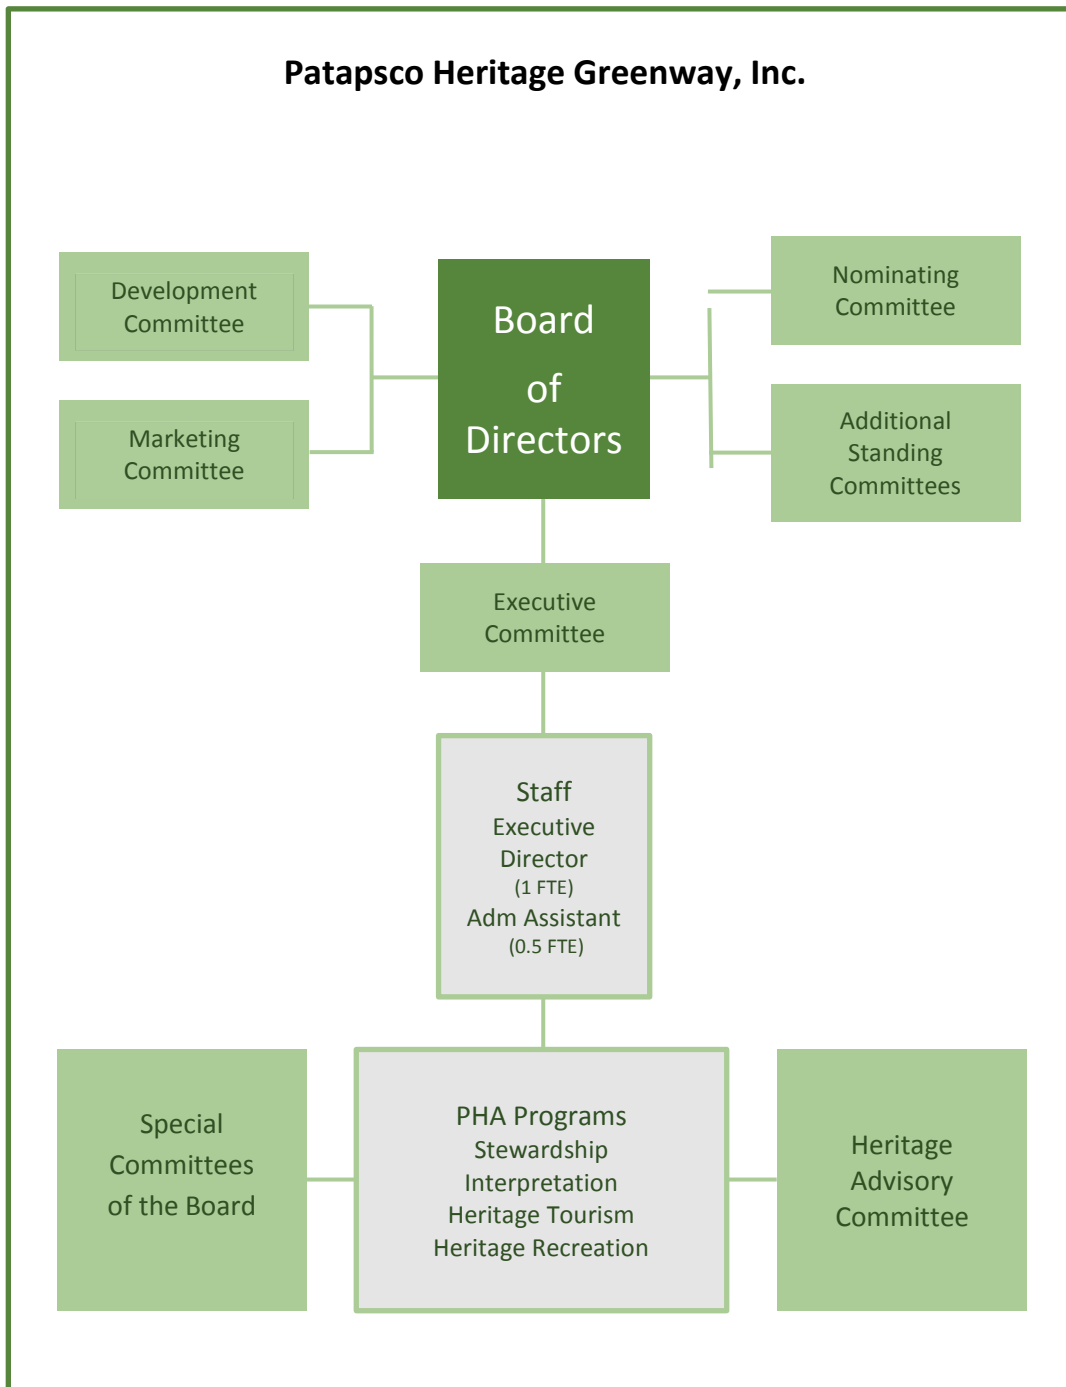 Patapsco Heritage Greenway, Inc.
Development
Committee
Marketing
Committee
Board
of
Directors
Nominating
Committee
Additional
Standing
Committees
Executive
Committee
Staff
Executive
Director
(1 FTE)
Adm Assistant
(0.5 FTE)
Special
Committees
of the Board
PHA Programs
Stewardship
Interpretation
Heritage Tourism
Heritage Recreation
Heritage
Advisory
Committee